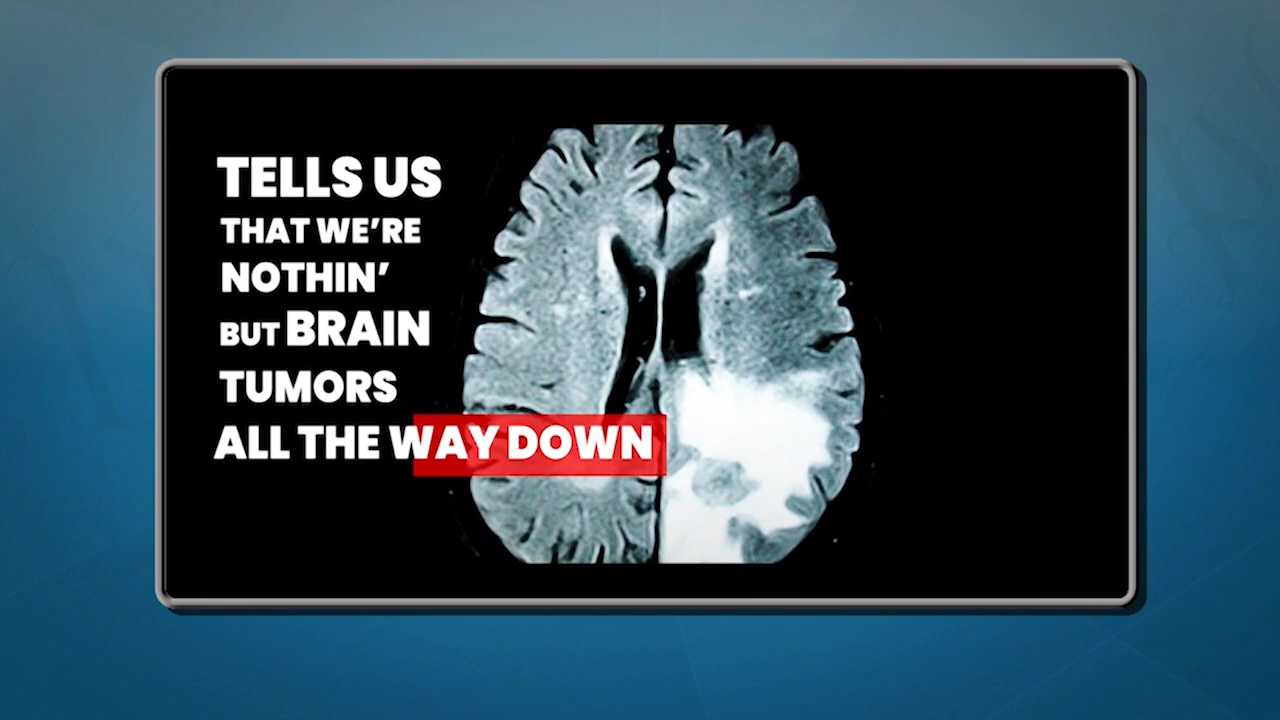 TELLS US
THAT WE'RE
NOTHIN'
BUT BRAIN
TUMORS
ALL THE WAY DOWN